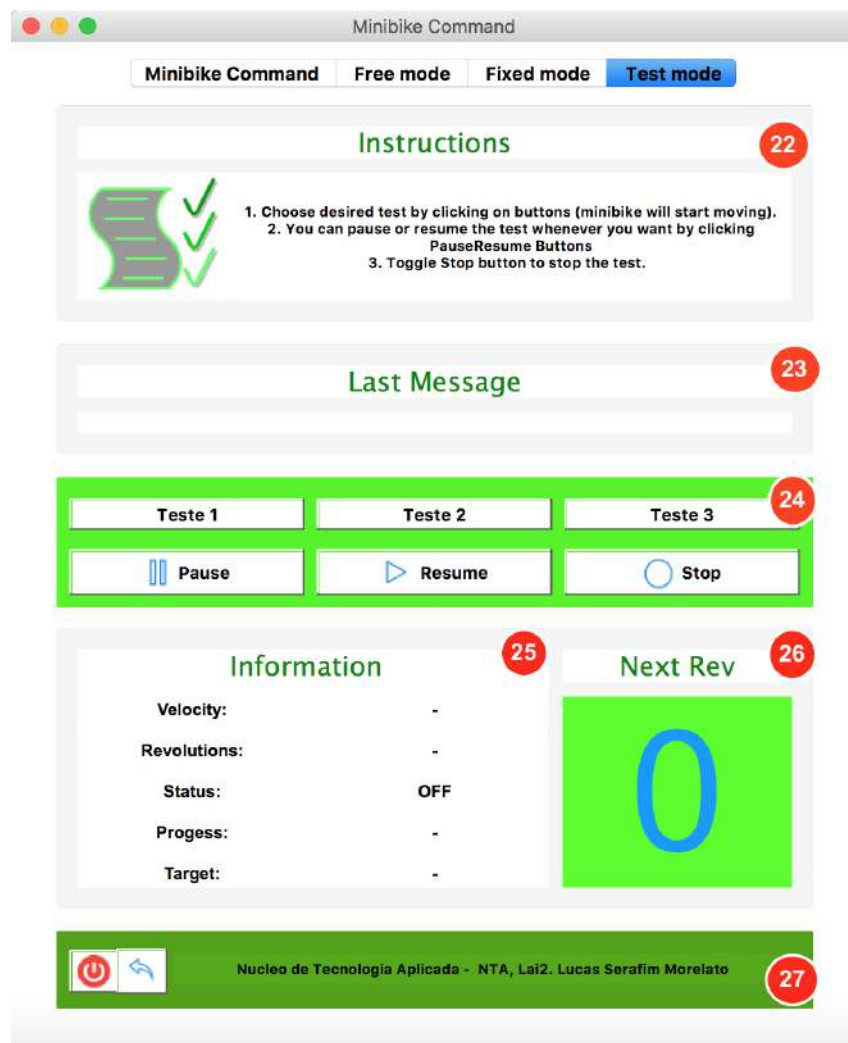 Minibike Command
Minibike Command Free mode Fixed mode Test mode
Instructions
22
1. Choose desired test by clicking on buttons (minibike will start moving).
2. You can pause or resume the test whenever you want by clicking
PauseResume Buttons
3. Toggle Stop button to stop the test.
Last Message
23
24
Teste 1 Teste 2 Teste 3
Pause Resume Stop
Information
25
Next Rev
26
Velocity: -
Revolutions: -
Status: OFF
Progess: -
Target: -
0
Nucleo de Tecnologia Aplicada - NTA, Lai2. Lucas Serafim Morelato
27